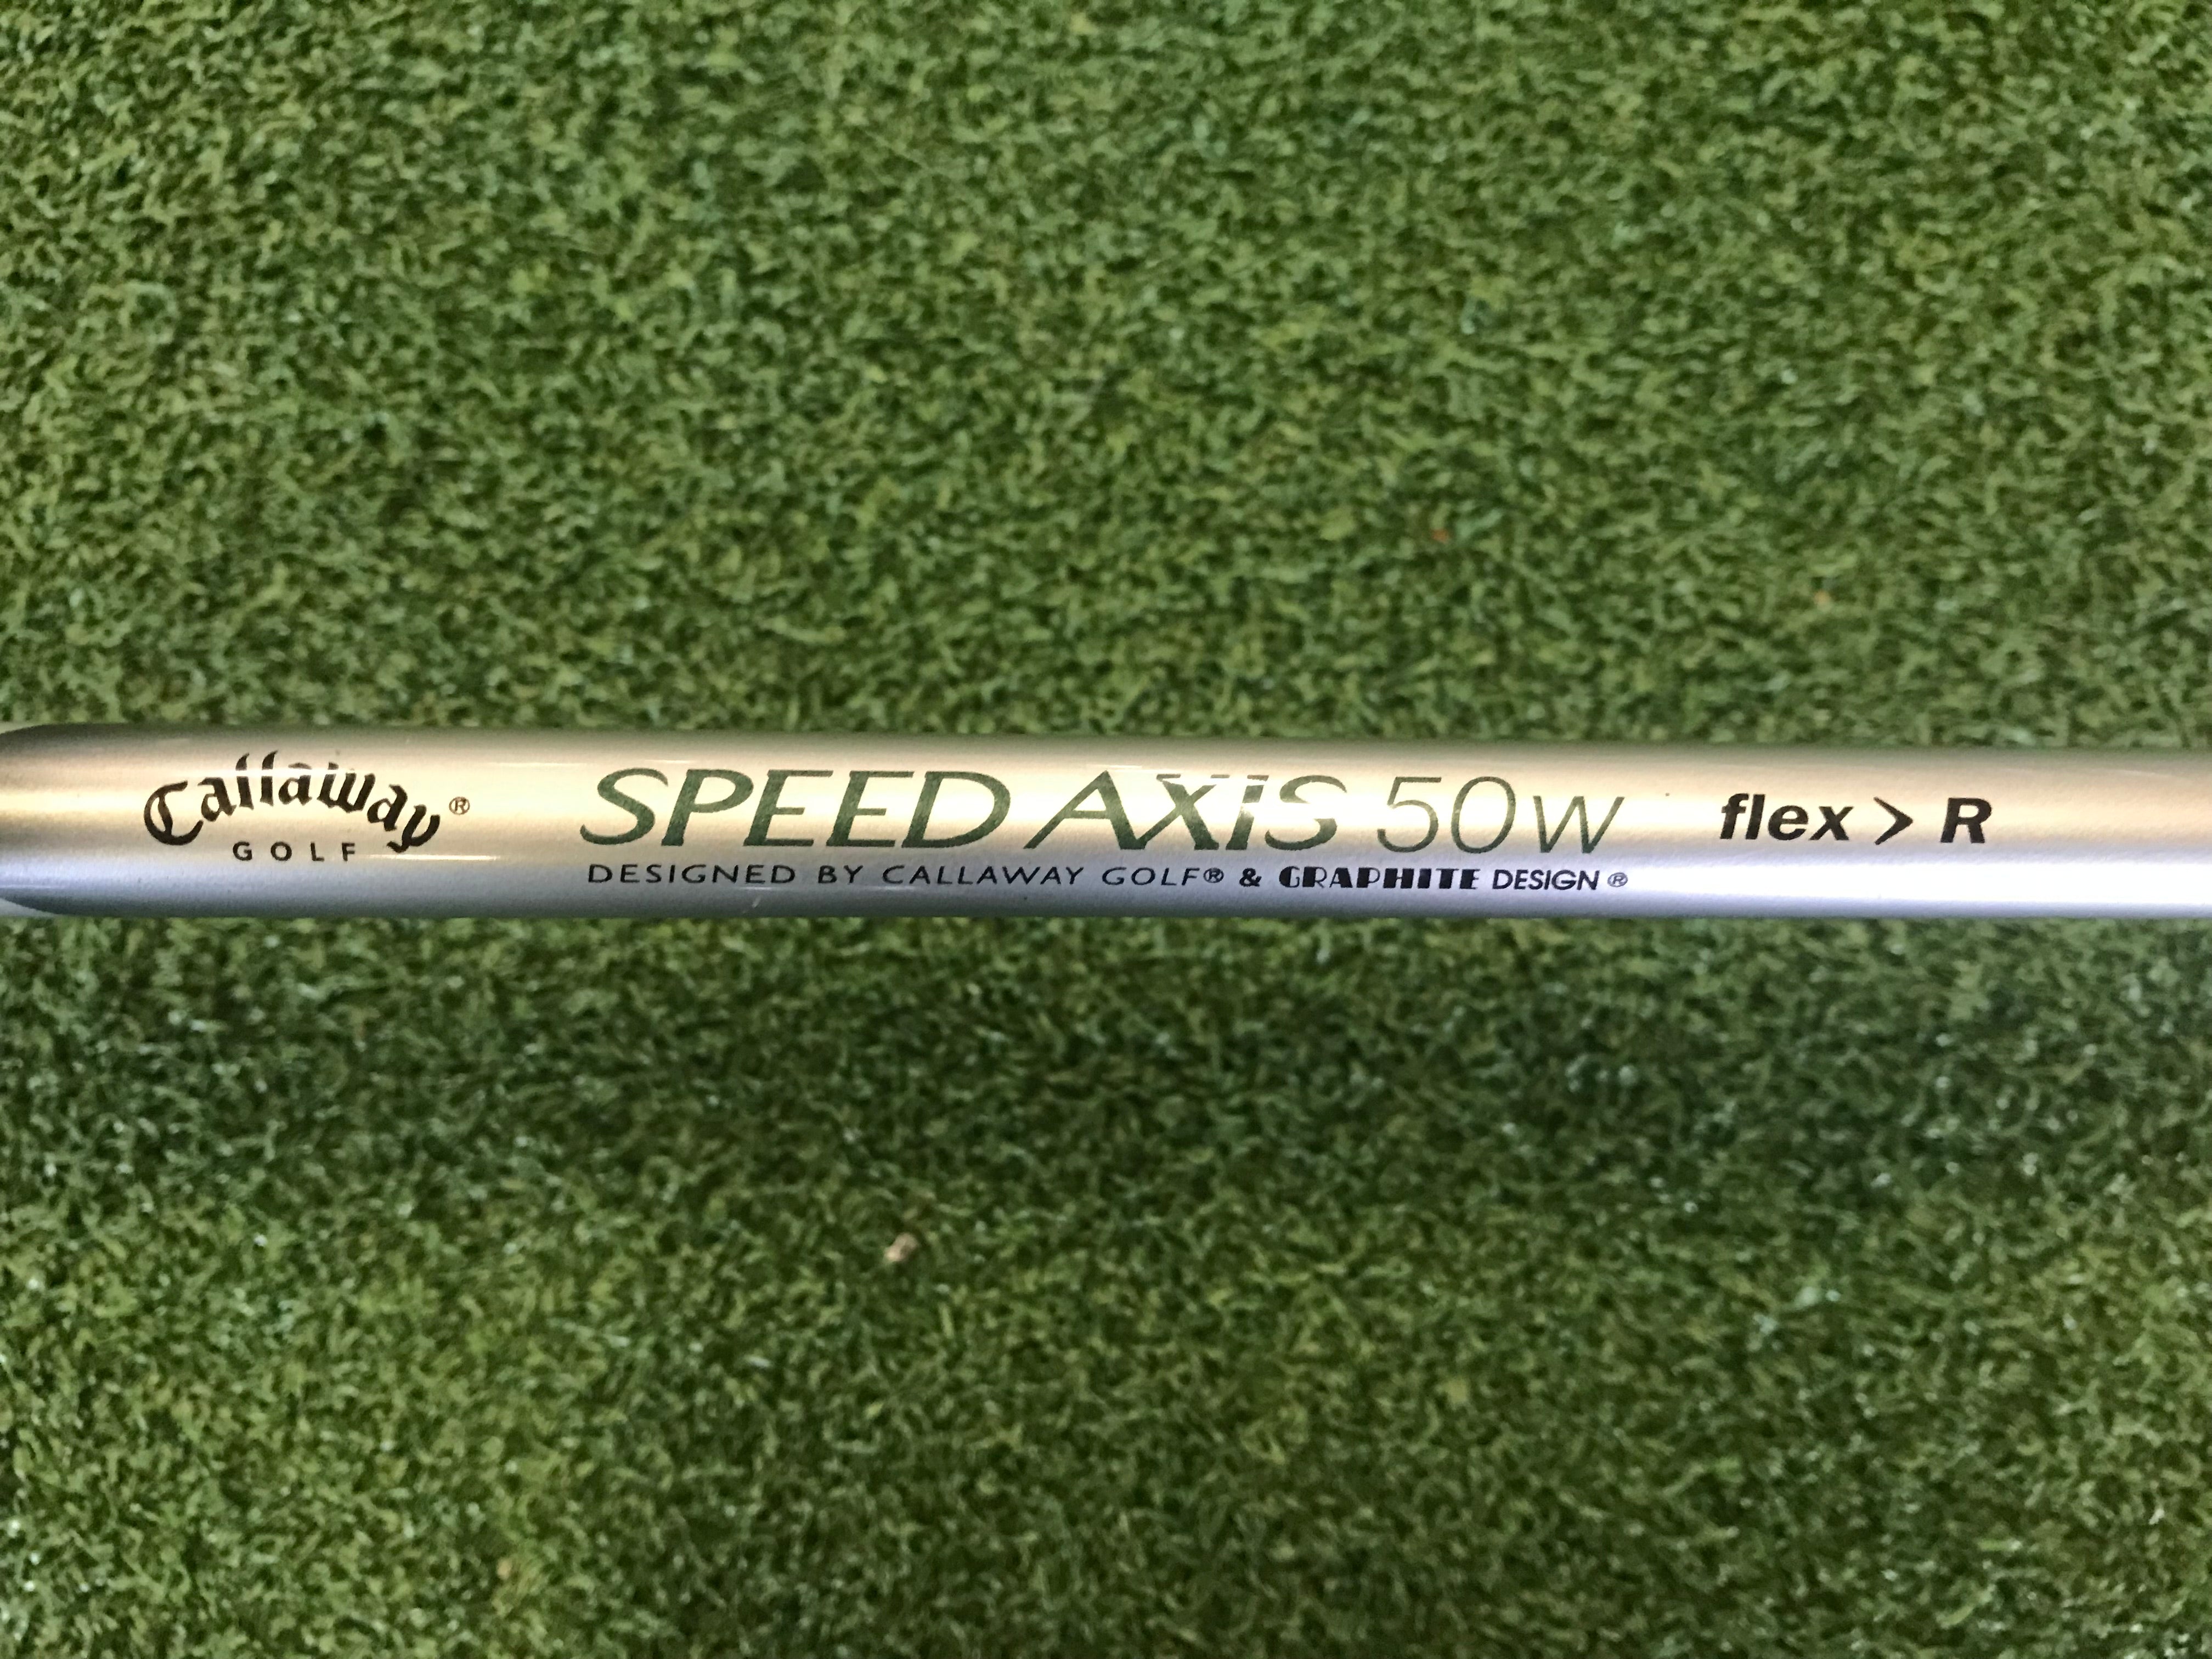 Callaway®
GOLF
SPEED AXiS 50w
DESIGNED BY CALLAWAY GOLF® & GRAPHITE DESIGN®
flex > R